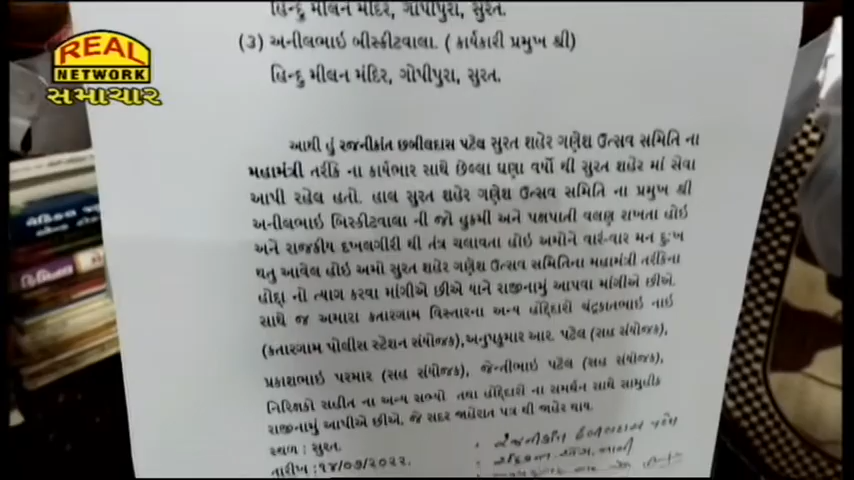 REAL
NETWORK
સમાચાર
હિન્દુ મીલન મંદિર, ગોપીપુરા, સુરત.
(૩) અનીલભાઇ બીસ્કીટવાલા. ( કાર્યકારી પ્રમુખ શ્રી)
હિન્દુ મીલન મંદિર, ગોપીપુરા, સુરત.
આથી હું રજનીકાંત છબીલદાસ પટેલ સુરત શહેર ગણેશ ઉત્સવ સમિતિ ના
મહામંત્રી તરીકે ના કાર્યભાર સાથે છેલ્લા ઘણા વર્ષો થી સુરત શહેર માં સેવા
આપી રહેલ હતો. હાલ સુરત શહેર ગણેશ ઉત્સવ સમિતિ ના પ્રમુખ શ્રી
અનીલભાઇ બિસ્કીટવાલા ની જો હુકમી અને પક્ષપાતી વલણ રાખતા હોઇ
અને રાજકીય દખલગીરી થી તંત્ર ચલાવતા હોઇ અમોને વારંવાર મન દુઃખ
થતુ આવેલ હોઇ અમો સુરત શહેર ગણેશ ઉત્સવ સમિતિના મહામંત્રી તરીકેના
હોદ્દા નો ત્યાગ કરવા માંગીએ છીએ યાને રાજીનામું આપવા માંગીએ છીએ.
સાથે જ અમારા કતારગામ વિસ્તારના અન્ય હોદ્દેદારો ચંદ્રકાતભાઇ નાઇ
(કતારગામ પોલીસ સ્ટેશન સંયોજક),અનુપકુમાર આર. પટેલ (સહ સંયોજક),
પ્રકાશભાઇ પરમાર (સહ સંયોજક), જેન્તીભાઇ પટેલ (સહ સંયોજક),
નિરિક્ષકો સહીત ના અન્ય સભ્યો તથા હોદ્દેદારો ના સમર્થન સાથે સામુહીક
રાજીનામું આપીએ છીએ, જે સદર જાહેરાત પત્ર થી જાહેર થાય.
સ્થળ : સુરત.
તારીખ :૧૪/૦૭/૨૦૨૨.
રજનીકાંત છબીલદાસ પટેલ